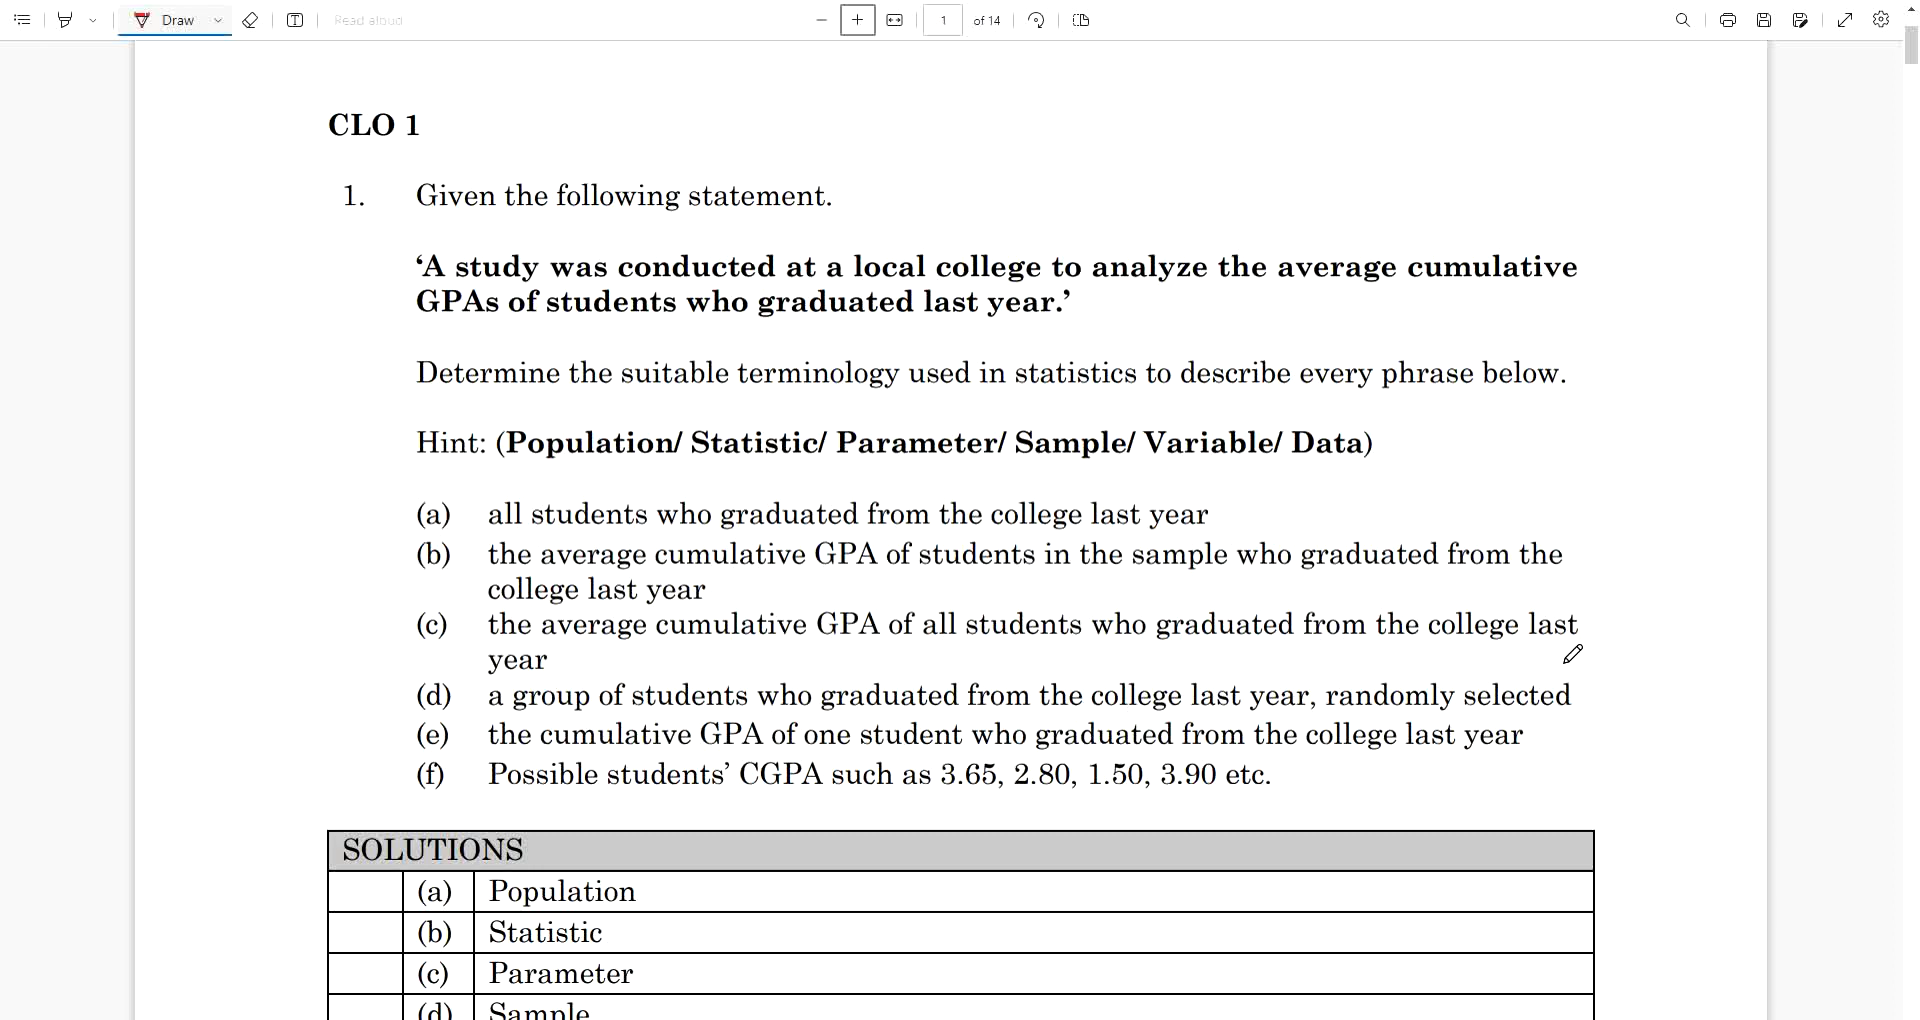 Draw
Read aloud
1 of 14
CLO 1
1. Given the following statement.
‘A study was conducted at a local college to analyze the average cumulative
GPAs of students who graduated last year.’
Determine the suitable terminology used in statistics to describe every phrase below.
Hint: (Population/ Statistic/ Parameter/ Sample/ Variable/ Data)
(a) all students who graduated from the college last year
(b) the average cumulative GPA of students in the sample who graduated from the
college last year
(c) the average cumulative GPA of all students who graduated from the college last
year
(d) a group of students who graduated from the college last year, randomly selected
(e) the cumulative GPA of one student who graduated from the college last year
(f) Possible students’ CGPA such as 3.65, 2.80, 1.50, 3.90 etc.
SOLUTIONS
(a) Population
(b) Statistic
(c) Parameter
(d) Sample